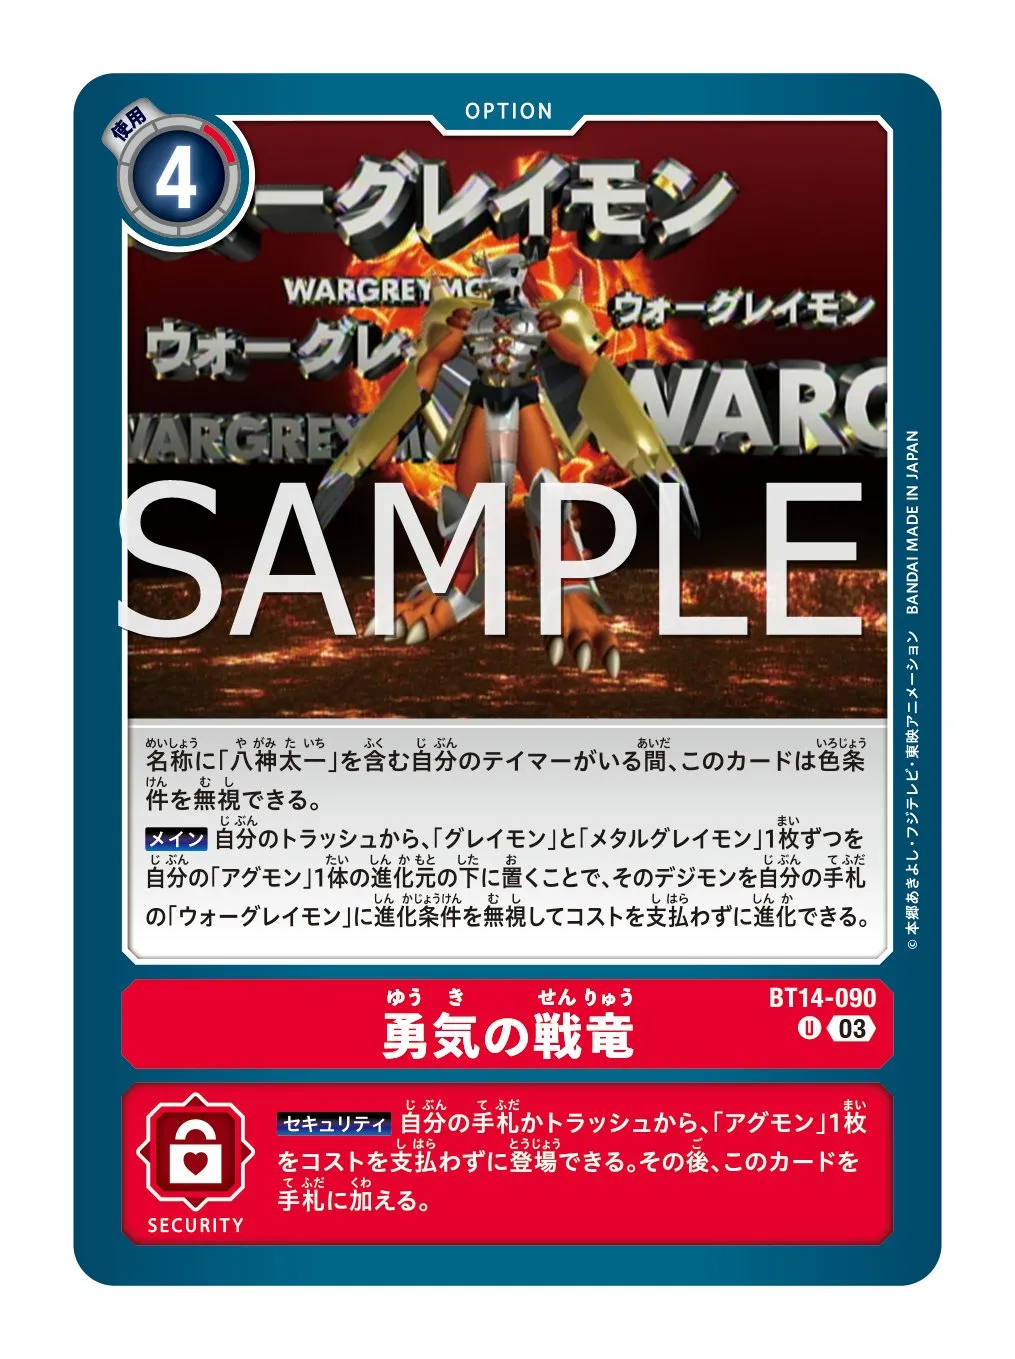 OPTION
使用
4
ォーグレイモン
WARGREYMO
ウォーグレイモン
ウォーグレ
WARG
WARGREYMO
SAMPLE
名称に「八神太一」を含む自分のテイマーがいる間、このカードは色条
件を無視できる。
メイン 自分のトラッシュから、「グレイモン」と「メタルグレイモン」1枚ずつを
自分の「アグモン」1体の進化元の下に置くことで、そのデジモンを自分の手札
の「ウォーグレイモン」に進化条件を無視してコストを支払わずに進化できる。
©本郷あきよし・フジテレビ・東映アニメーション BANDAI MADE IN JAPAN
ゆう き せん りゅう
勇気の戦竜
BT14-090
U 03
セキュリティ 自分の手札かトラッシュから、「アグモン」1枚
をコストを支払わずに登場できる。その後、このカードを
手札に加える。
SECURITY